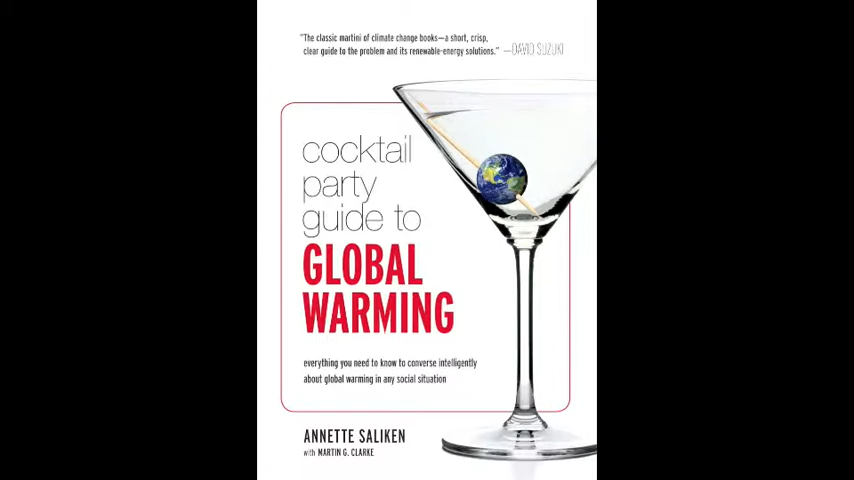 "The classic martini of climate change books—a short, crisp,
clear guide to the problem and its renewable-energy solutions." —DAVID SUZUKI
cocktail
party
guide to
GLOBAL
WARMING
everything you need to know to converse intelligently
about global warming in any social situation
ANNETTE SALIKEN
with MARTIN G. CLARKE